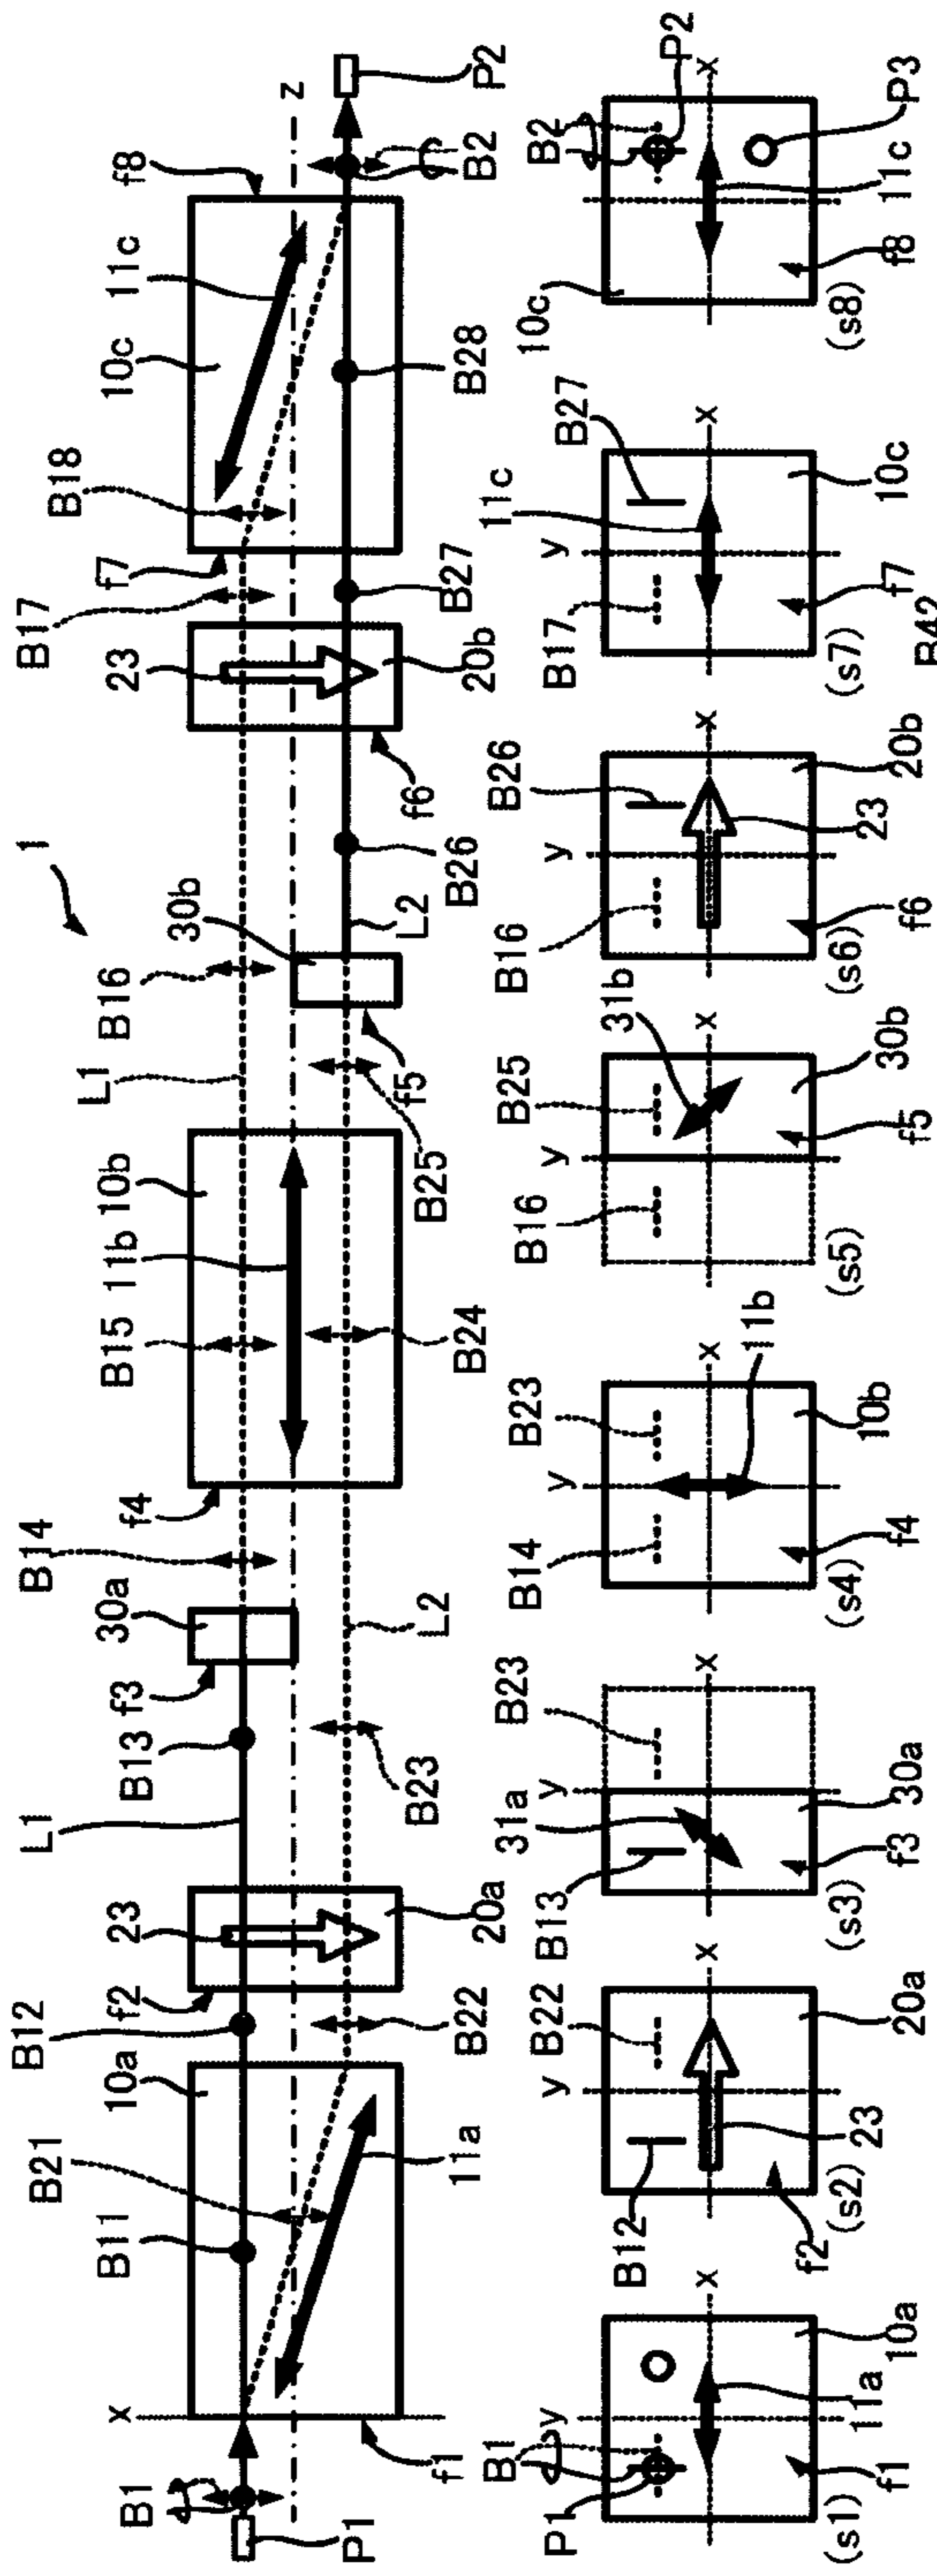 1
B12
B14
B17
B18
L1
B11
10a
f2
23
B13
f3
30a
f4
B15
10b
L1
B16
23
f7
10c
11c
x
B1
B21
11b
30b
f8
z
P1
f1
11a
B22
20a
B23
L2
B24
B25
f5
L2
B26
f6
20b
B27
B28
B2
P2
P1
B1
y
x
10a
11a
f1
(s1)
B12
B22
y
x
20a
23
f2
(s2)
B13
31a
B23
y
x
30a
f3
(s3)
B14
B23
y
x
11b
10b
f4
(s4)
B16
B25
31b
y
x
30b
f5
(s5)
B16
B26
y
x
20b
23
f6
(s6)
B17
11c
B27
y
x
10c
f7
(s7)
10c
B2
P2
x
P3
11c
f8
(s8)
B42